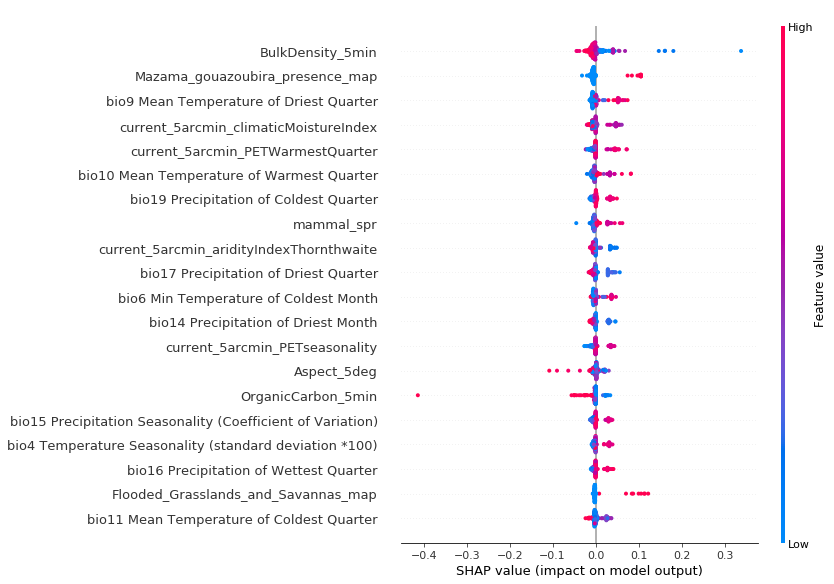 High
BulkDensity_5min
Mazama_gouazoubira_presence_map
bio9 Mean Temperature of Driest Quarter
current_5arcmin_climaticMoistureIndex
current_5arcmin_PETWarmestQuarter
bio10 Mean Temperature of Warmest Quarter
bio19 Precipitation of Coldest Quarter
mammal_spr
current_5arcmin_aridityIndexThornthwaite
bio17 Precipitation of Driest Quarter
bio6 Min Temperature of Coldest Month
bio14 Precipitation of Driest Month
current_5arcmin_PETseasonality
Aspect_5deg
OrganicCarbon_5min
bio15 Precipitation Seasonality (Coefficient of Variation)
bio4 Temperature Seasonality (standard deviation *100)
bio16 Precipitation of Wettest Quarter
Flooded_Grasslands_and_Savannas_map
bio11 Mean Temperature of Coldest Quarter
Feature value
Low
−0.4 −0.3 −0.2 −0.1 0.0 0.1 0.2 0.3
SHAP value (impact on model output)